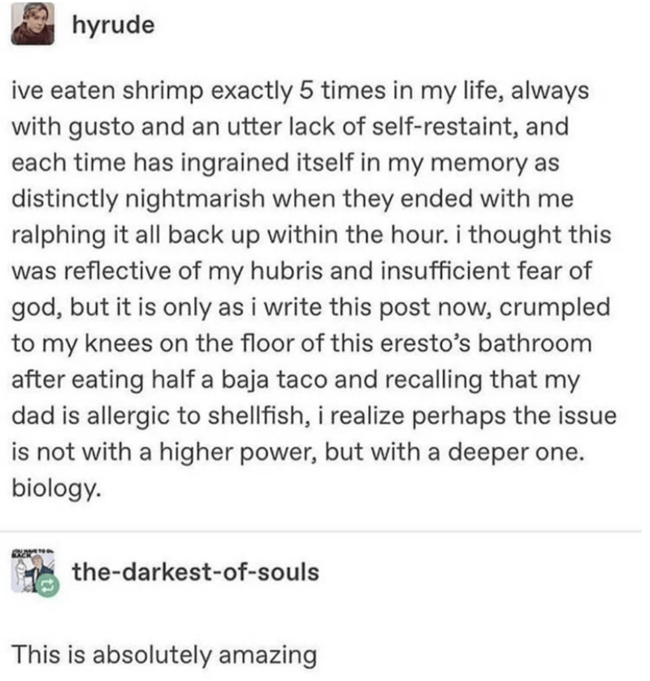 hyrude
ive eaten shrimp exactly 5 times in my life, always
with gusto and an utter lack of self-restaint, and
each time has ingrained itself in my memory as
distinctly nightmarish when they ended with me
ralphing it all back up within the hour. i thought this
was reflective of my hubris and insufficient fear of
god, but it is only as i write this post now, crumpled
to my knees on the floor of this eresto's bathroom
after eating half a baja taco and recalling that my
dad is allergic to shellfish, i realize perhaps the issue
is not with a higher power, but with a deeper one.
biology.
the-darkest-of-souls
This is absolutely amazing